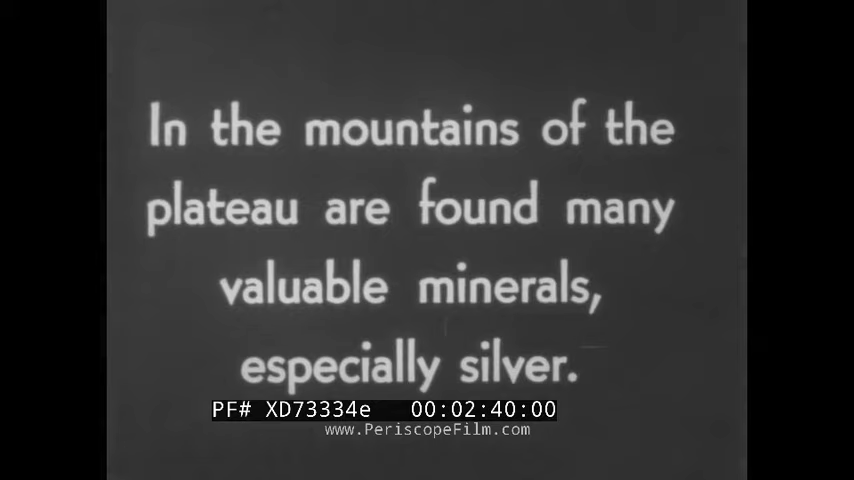 In the mountains of the
plateau are found many
valuable minerals,
especially silver.
PF# XD73334e 00:02:40:00
www.PeriscopeFilm.com